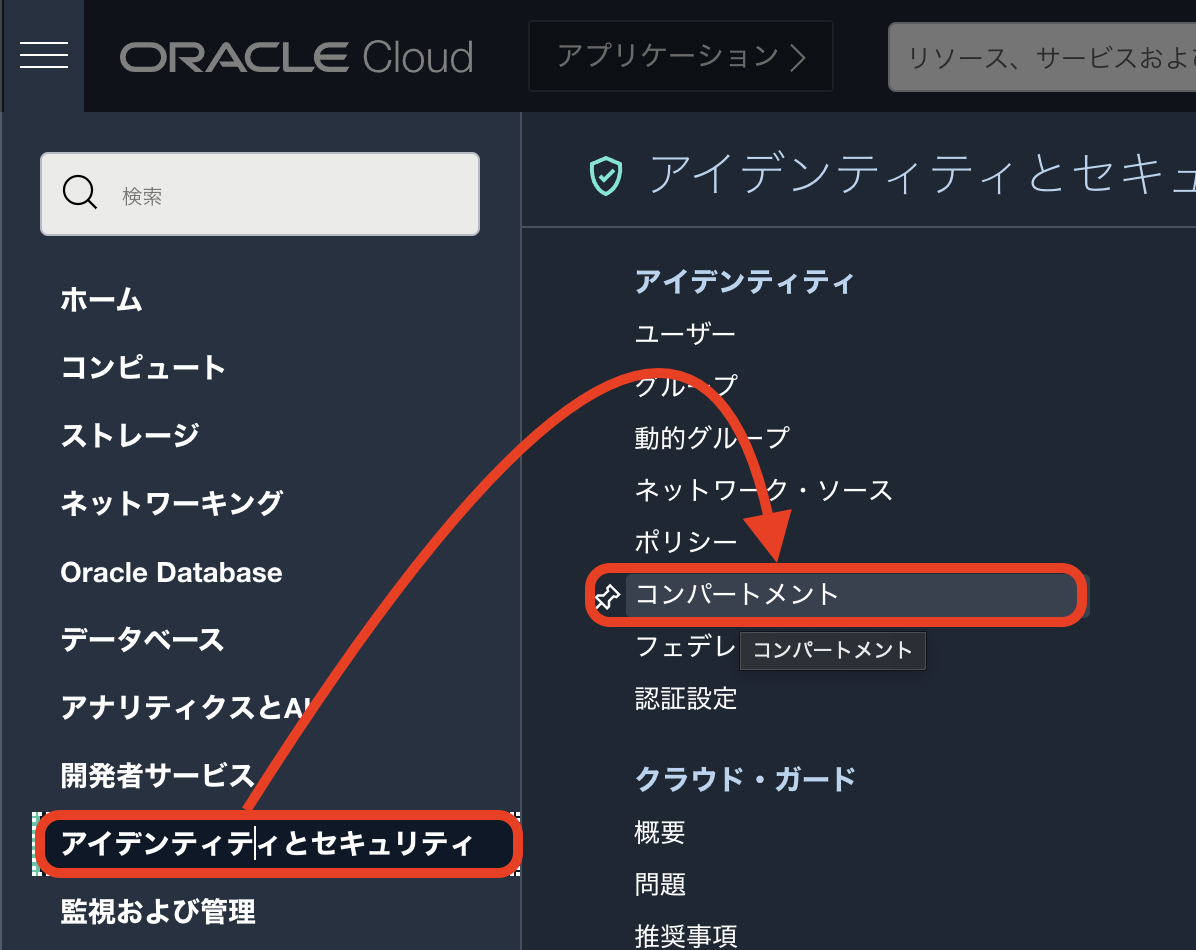 ORACLE Cloud
アプリケーション
リソース、サービスおよび
検索
ホーム
コンピュート
ストレージ
ネットワーキング
Oracle Database
データベース
アナリティクスとAI
開発者サービス
アイデンティティとセキュリティ
監視および管理
アイデンティティとセキュ
アイデンティティ
ユーザー
グループ
動的グループ
ネットワーク・ソース
ポリシー
コンパートメント
フェデレ
コンパートメント
認証設定
クラウド・ガード
概要
問題
推奨事項